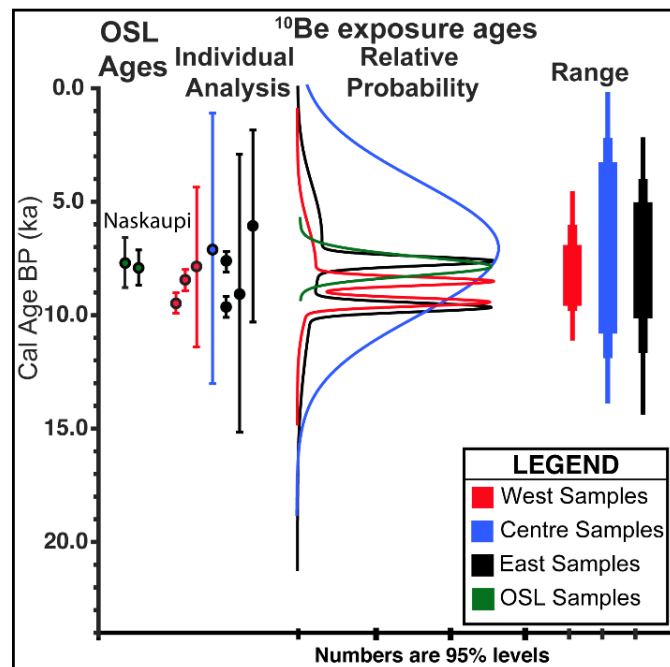 OSL
Ages
¹⁰Be exposure ages
Individual
Analysis
Relative
Probability
Range
Cal Age BP (ka)
0.0
5.0
10.0
15.0
20.0
Naskaupi
LEGEND
West Samples
Centre Samples
East Samples
OSL Samples
Numbers are 95% levels